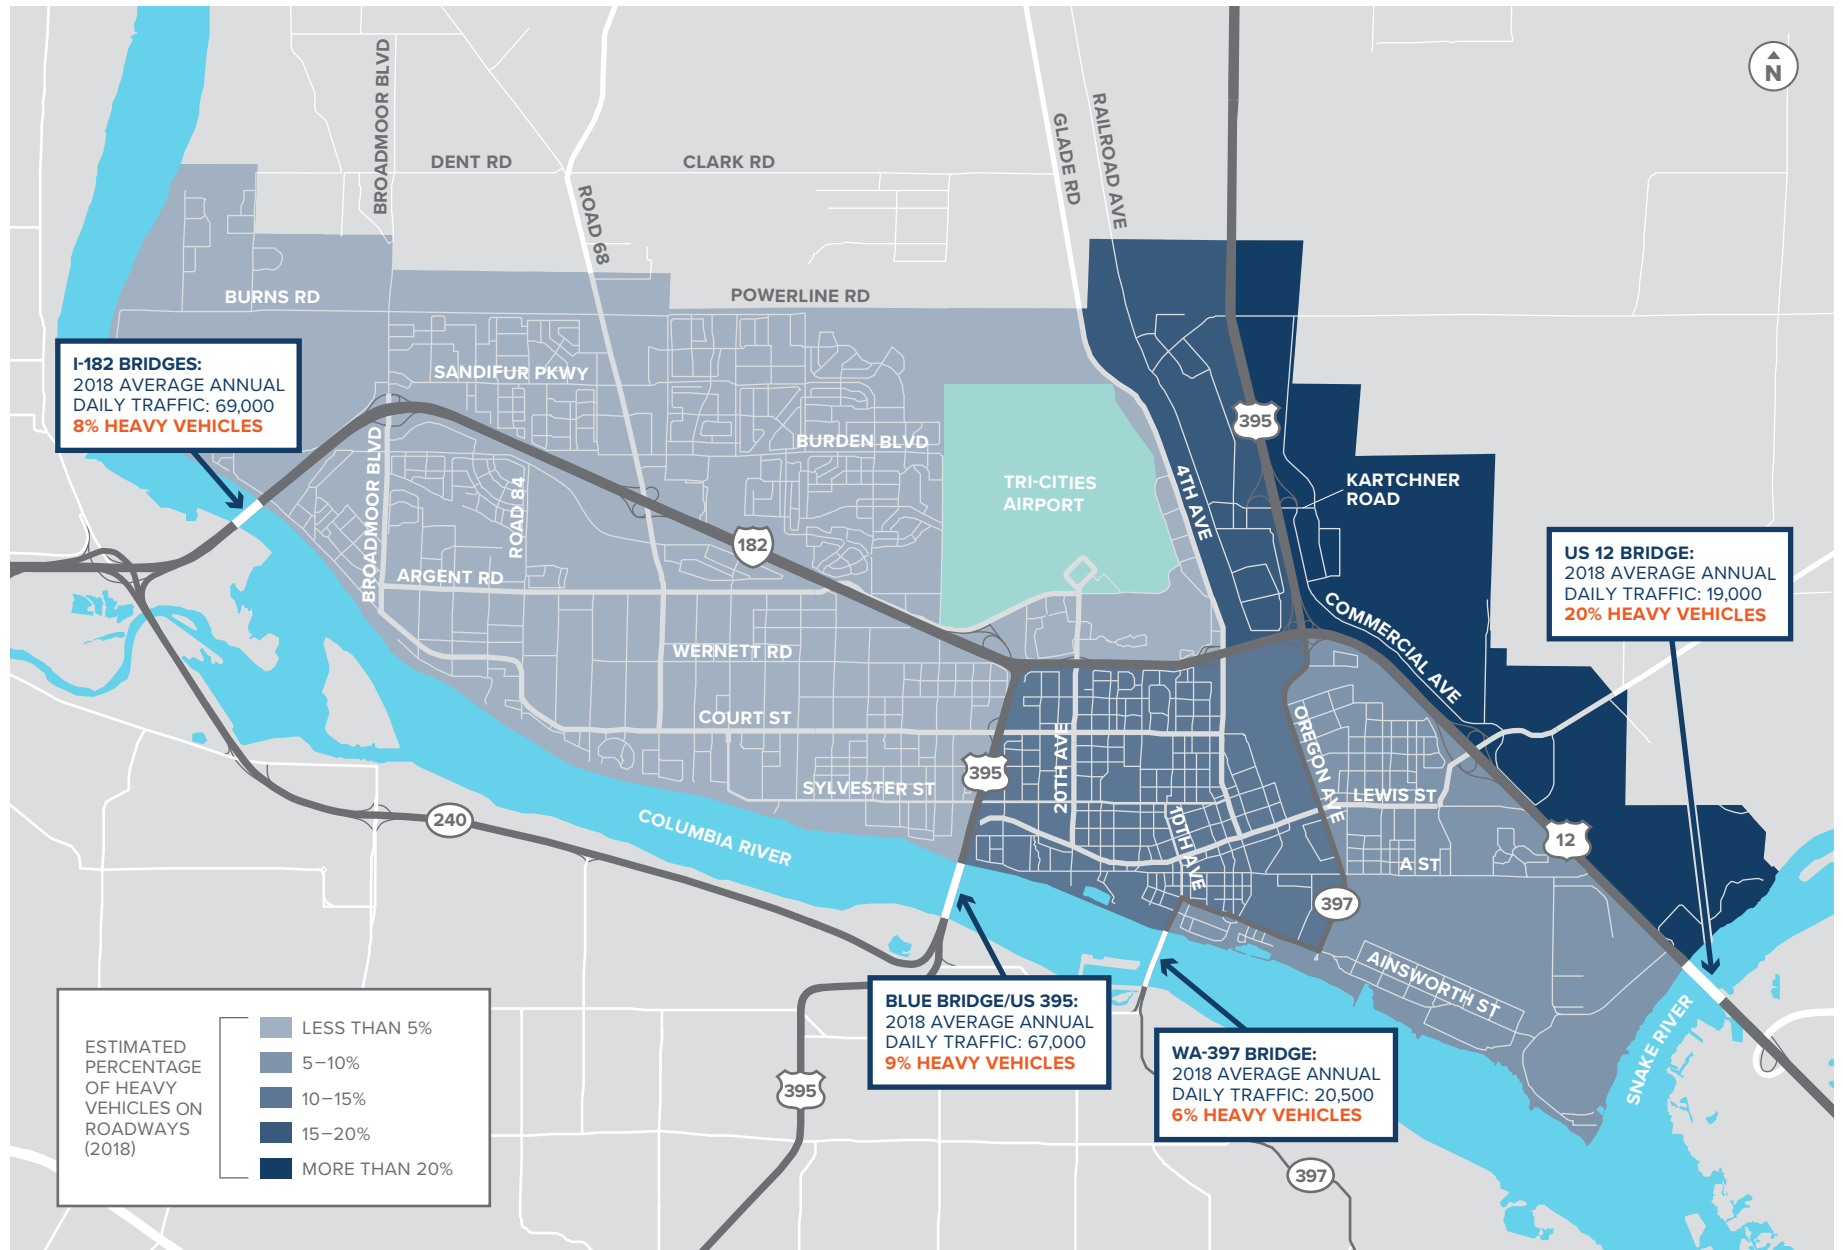 N
BROADMOOR BLVD
DENT RD
CLARK RD
ROAD 68
GLADE RD
RAILROAD AVE
BURNS RD
POWERLINE RD
I-182 BRIDGES:
2018 AVERAGE ANNUAL
DAILY TRAFFIC: 69,000
8% HEAVY VEHICLES
SANDIFUR PKWY
BURDEN BLVD
395
TRI-CITIES
AIRPORT
4TH AVE
KARTCHNER
ROAD
BROADMOOR BLVD
ROAD 84
182
ARGENT RD
US 12 BRIDGE:
2018 AVERAGE ANNUAL
DAILY TRAFFIC: 19,000
20% HEAVY VEHICLES
COMMERCIAL AVE
WERNETT RD
COURT ST
20TH AVE
OREGON AVE
395
SYLVESTER ST
LEWIS ST
240
COLUMBIA RIVER
10TH AVE
12
A ST
397
AINSWORTH ST
SNAKE RIVER
BLUE BRIDGE/US 395:
2018 AVERAGE ANNUAL
DAILY TRAFFIC: 67,000
9% HEAVY VEHICLES
WA-397 BRIDGE:
2018 AVERAGE ANNUAL
DAILY TRAFFIC: 20,500
6% HEAVY VEHICLES
395
397
ESTIMATED
PERCENTAGE
OF HEAVY
VEHICLES ON
ROADWAYS
(2018)
LESS THAN 5%
5–10%
10–15%
15–20%
MORE THAN 20%